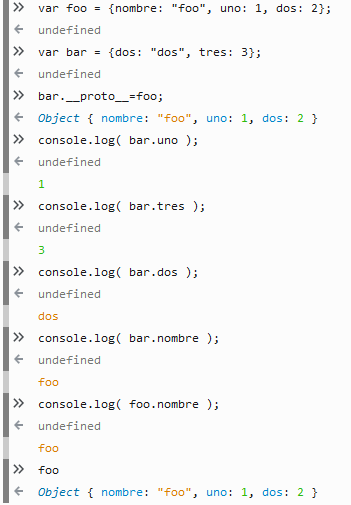 » var foo = {nombre: "foo", uno: 1, dos: 2};
← undefined
» var bar = {dos: "dos", tres: 3};
← undefined
» bar.__proto__=foo;
← Object { nombre: "foo", uno: 1, dos: 2 }
» console.log( bar.uno );
← undefined
1
» console.log( bar.tres );
← undefined
3
» console.log( bar.dos );
← undefined
dos
» console.log( bar.nombre );
← undefined
foo
» console.log( foo.nombre );
← undefined
foo
» foo
← Object { nombre: "foo", uno: 1, dos: 2 }